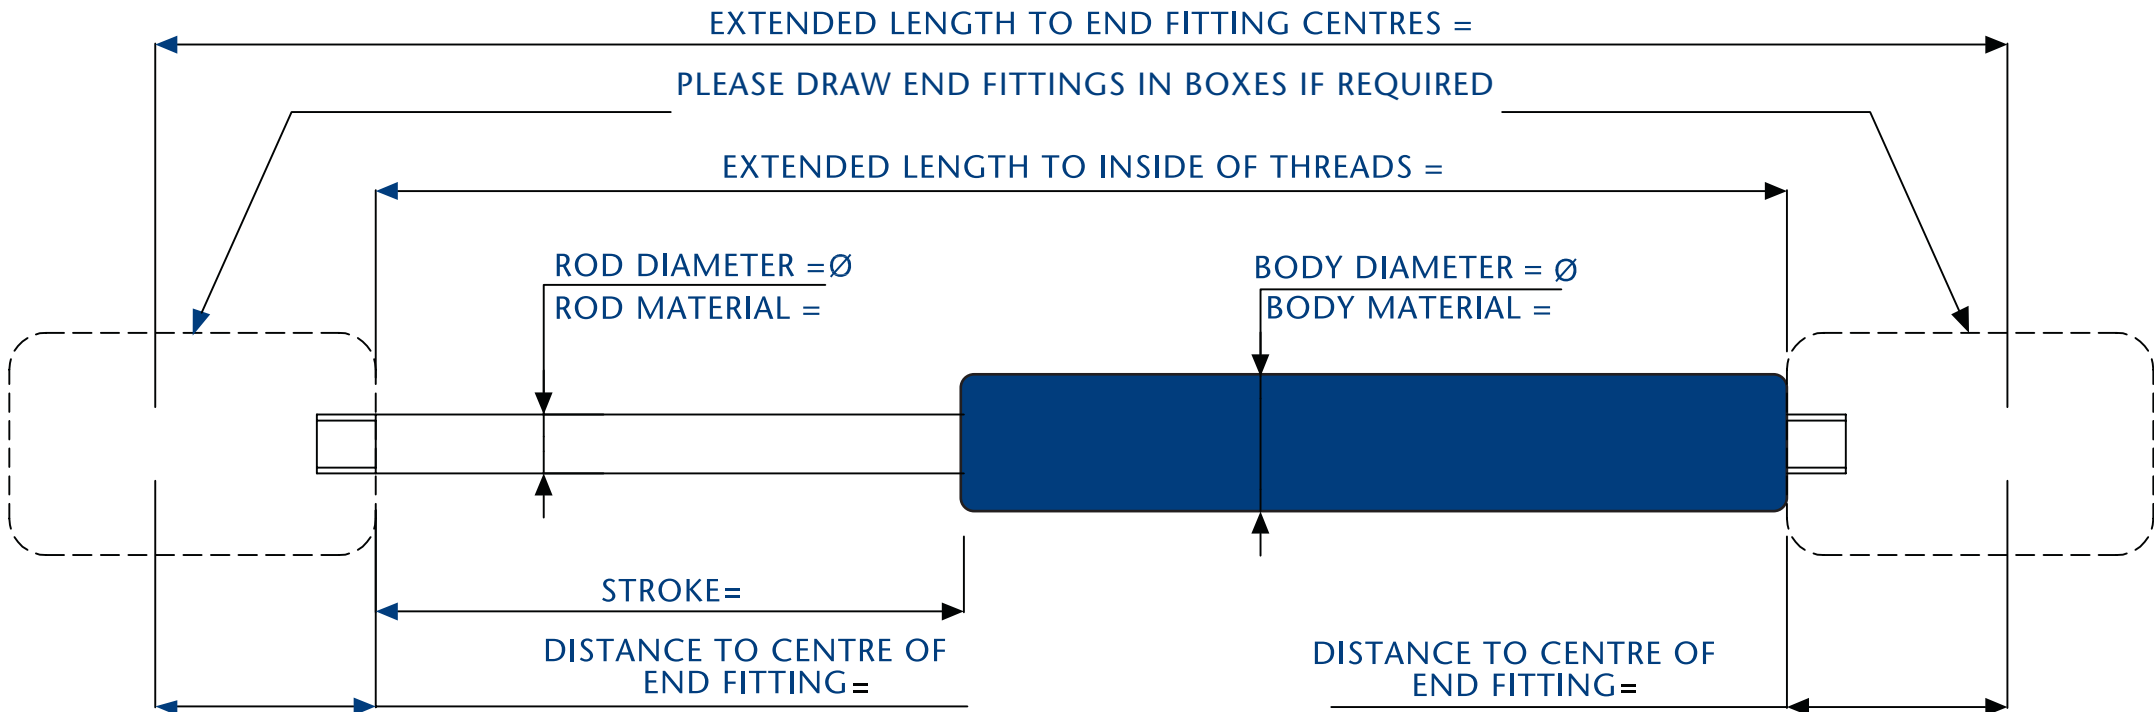 EXTENDED LENGTH TO END FITTING CENTRES =
PLEASE DRAW END FITTINGS IN BOXES IF REQUIRED
EXTENDED LENGTH TO INSIDE OF THREADS =
ROD DIAMETER =Ø
ROD MATERIAL =
BODY DIAMETER = Ø
BODY MATERIAL =
STROKE=
DISTANCE TO CENTRE OF
END FITTING=
DISTANCE TO CENTRE OF
END FITTING=